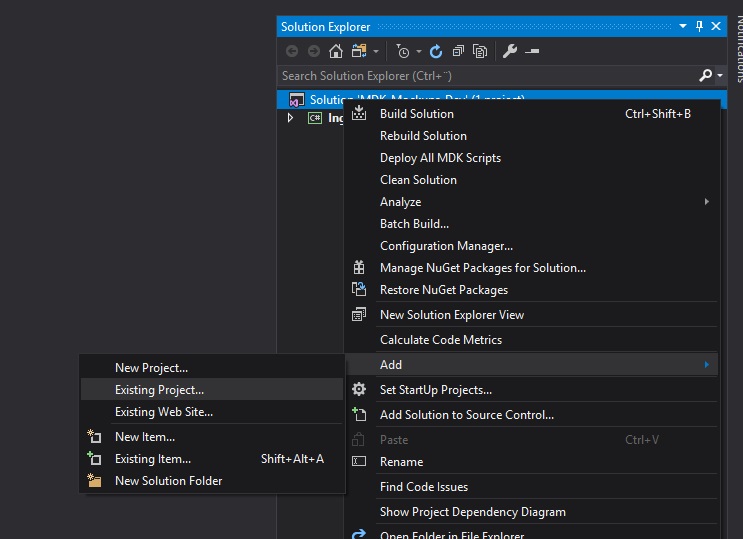 Solution Explorer
Search Solution Explorer (Ctrl+¨)
Solution 'MDK-Mockups-Dev' (1 project)
Ing
Build Solution Ctrl+Shift+B
Rebuild Solution
Deploy All MDK Scripts
Clean Solution
Analyze
Batch Build...
Configuration Manager...
Manage NuGet Packages for Solution...
Restore NuGet Packages
New Solution Explorer View
Calculate Code Metrics
Add
New Project...
Existing Project...
Existing Web Site...
New Item...
Existing Item... Shift+Alt+A
New Solution Folder
Set StartUp Projects...
Add Solution to Source Control...
Paste Ctrl+V
Rename
Find Code Issues
Show Project Dependency Diagram
Open Folder in File Explorer
Notifications